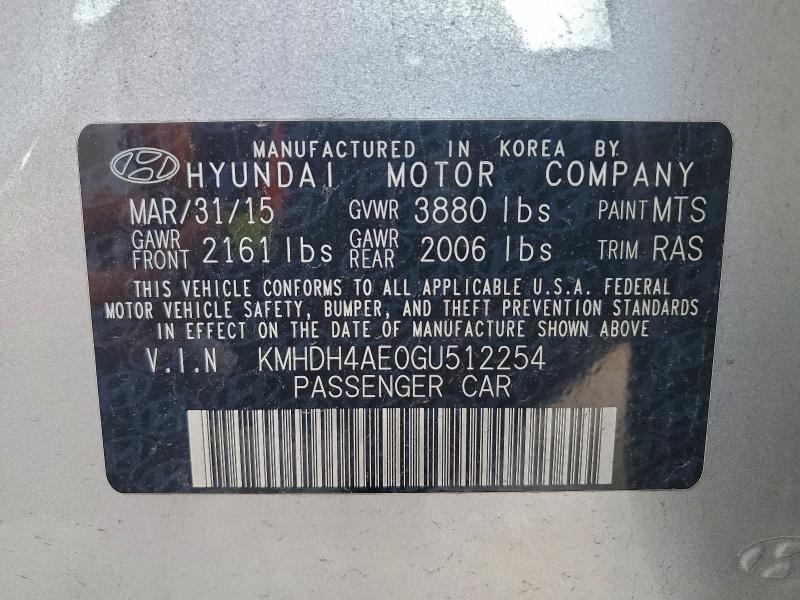 MANUFACTURED IN KOREA BY
HYUNDAI MOTOR COMPANY
MAR/31/15 GVWR 3880 lbs PAINT MTS
GAWR FRONT 2161 lbs GAWR REAR 2006 lbs TRIM RAS
THIS VEHICLE CONFORMS TO ALL APPLICABLE U.S.A. FEDERAL
MOTOR VEHICLE SAFETY, BUMPER, AND THEFT PREVENTION STANDARDS
IN EFFECT ON THE DATE OF MANUFACTURE SHOWN ABOVE
V.I.N KMHDH4AE0GU512254
PASSENGER CAR